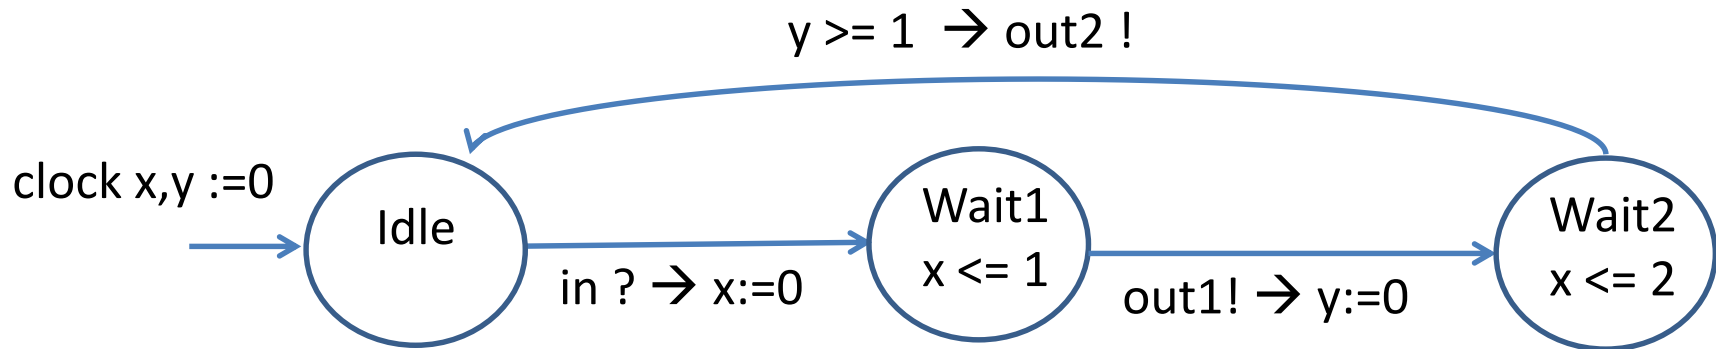 y >= 1 → out2 !
clock x,y :=0
Idle
in ? → x:=0
Wait1
x <= 1
out1! → y:=0
Wait2
x <= 2